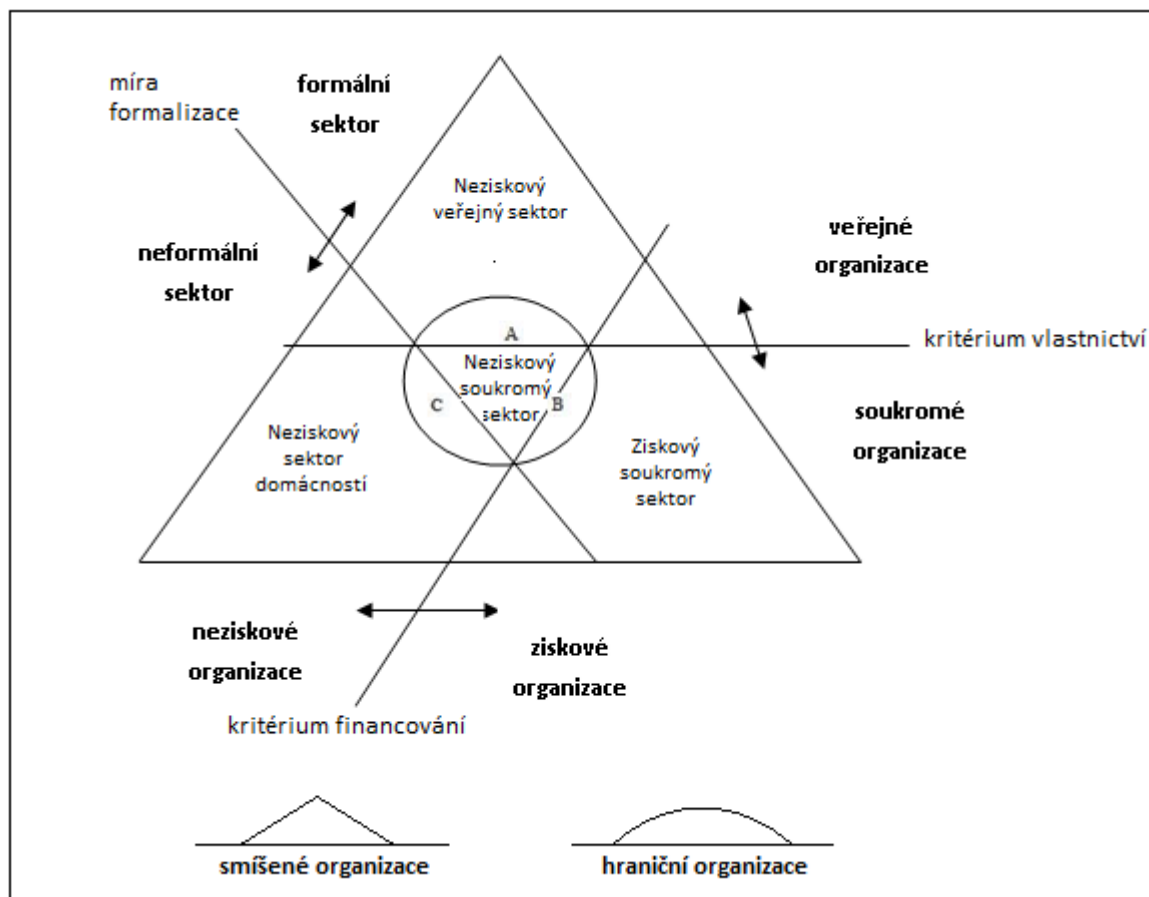 míra
formalizace
formální
sektor
Neziskový
veřejný sektor
neformální
sektor
veřejné
organizace
.
A
kritérium vlastnictví
Neziskový
soukromý
sektor
C
B
soukromé
organizace
Neziskový
sektor
domácností
Ziskový
soukromý
sektor
neziskové
organizace
ziskové
organizace
kritérium financování
smíšené organizace
hraniční organizace